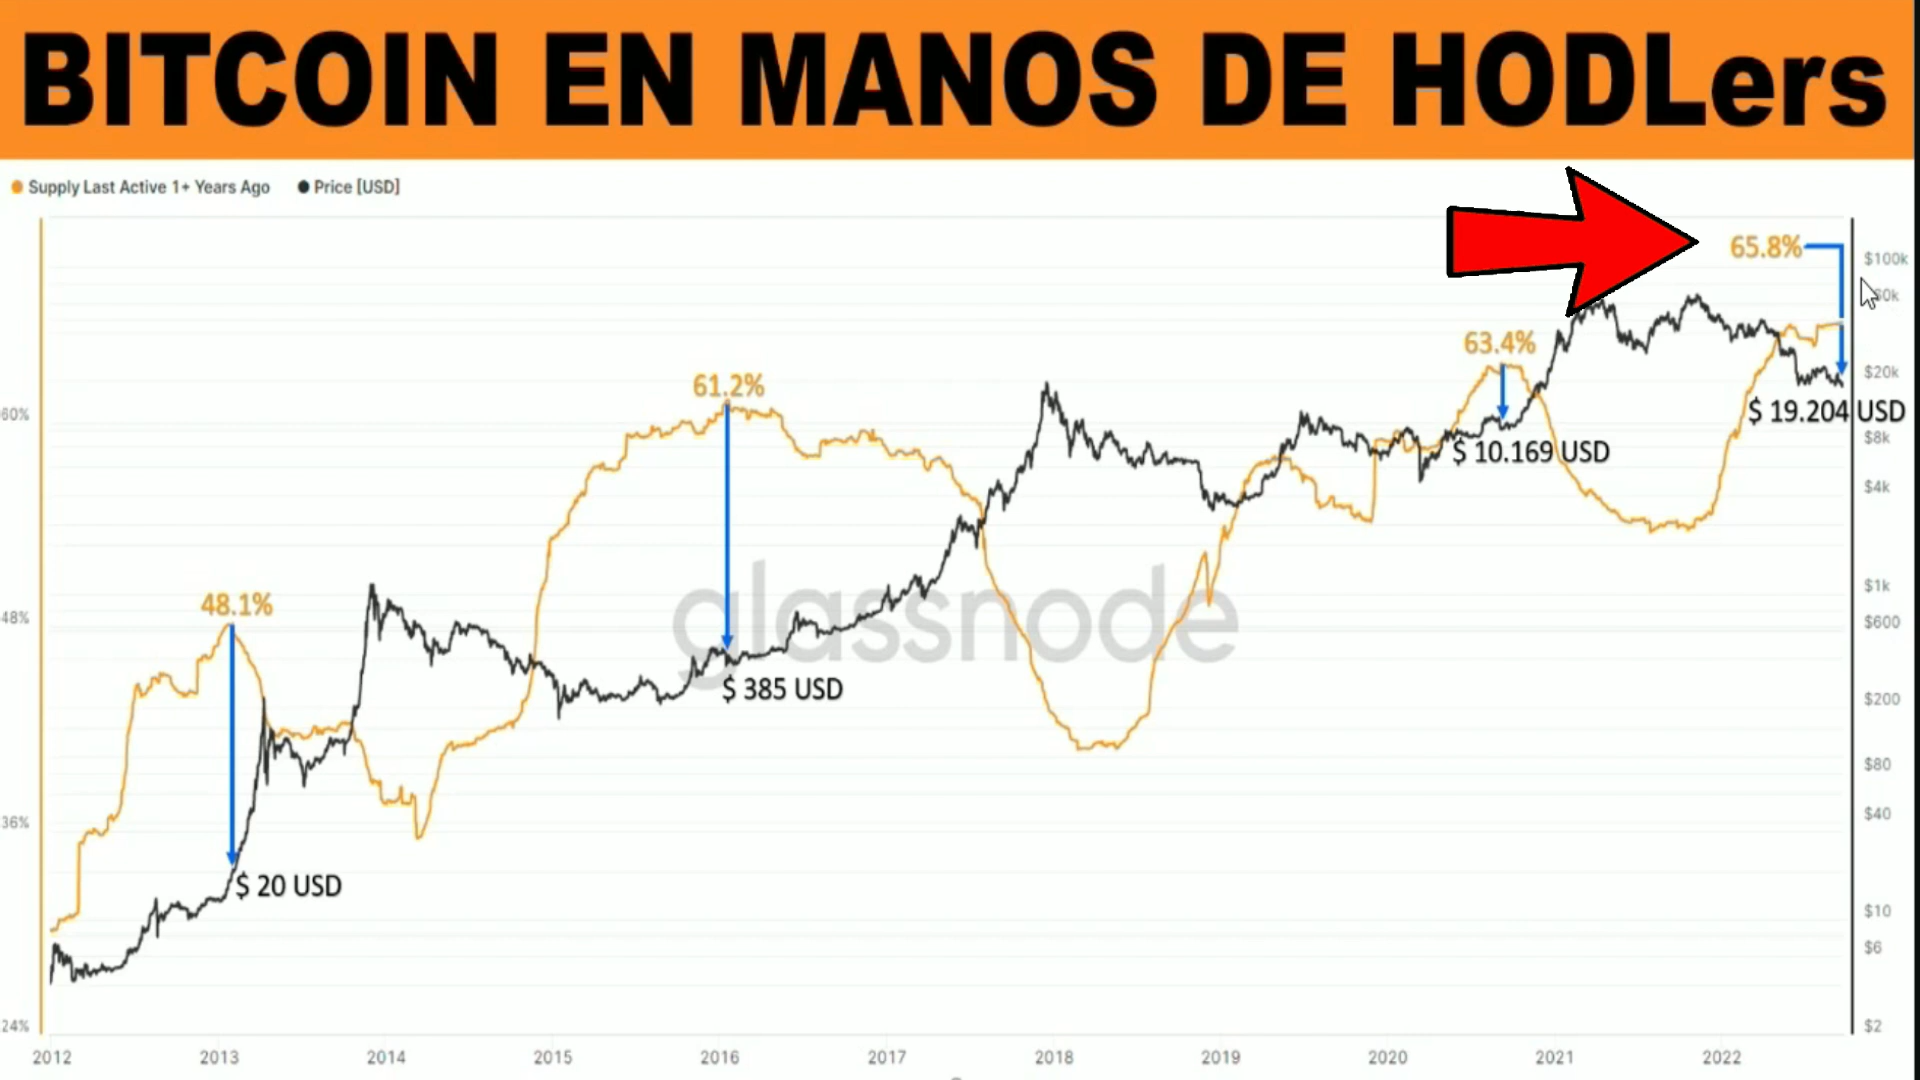 BITCOIN EN MANOS DE HODLers
Supply Last Active 1+ Years Ago Price [USD]
65.8%
$100k
63.4%
61.2%
$20k
60%
$ 19.204 USD
$8k
$ 10.169 USD
$4k
glassnode
$1k
48.1%
48%
$600
$ 385 USD
$200
$80
36%
$40
$ 20 USD
$10
$6
24%
$2
2012 2013 2014 2015 2016 2017 2018 2019 2020 2021 2022